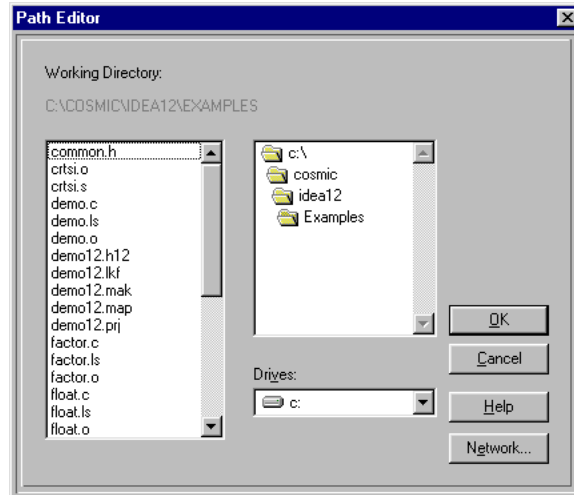 Path Editor
Working Directory:
C:\COSMIC\IDEA12\EXAMPLES
common.h
crtsi.o
crtsi.s
demo.c
demo.ls
demo.o
demo12.h12
demo12.lkf
demo12.mak
demo12.map
demo12.prj
factor.c
factor.ls
factor.o
float.c
float.ls
float.o
c:\
cosmic
idea12
Examples
Drives:
c:
OK
Cancel
Help
Network...